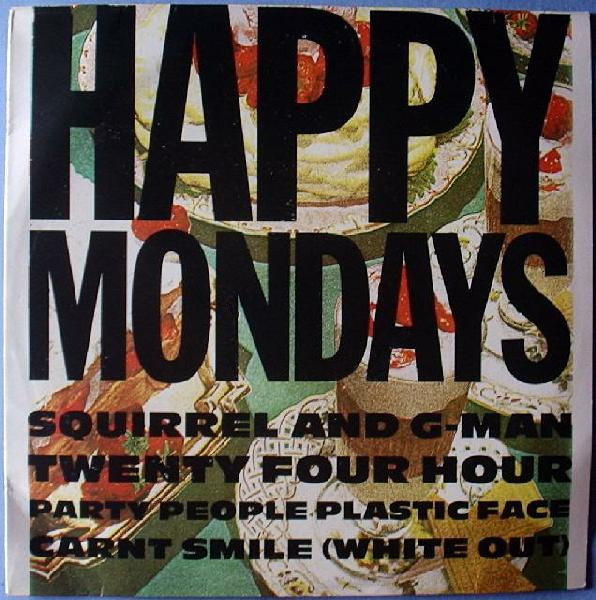 HAPPY
MONDAYS
SQUIRREL AND G-MAN
TWENTY FOUR HOUR
PARTY PEOPLE PLASTIC FACE
CARNT SMILE (WHITE OUT)